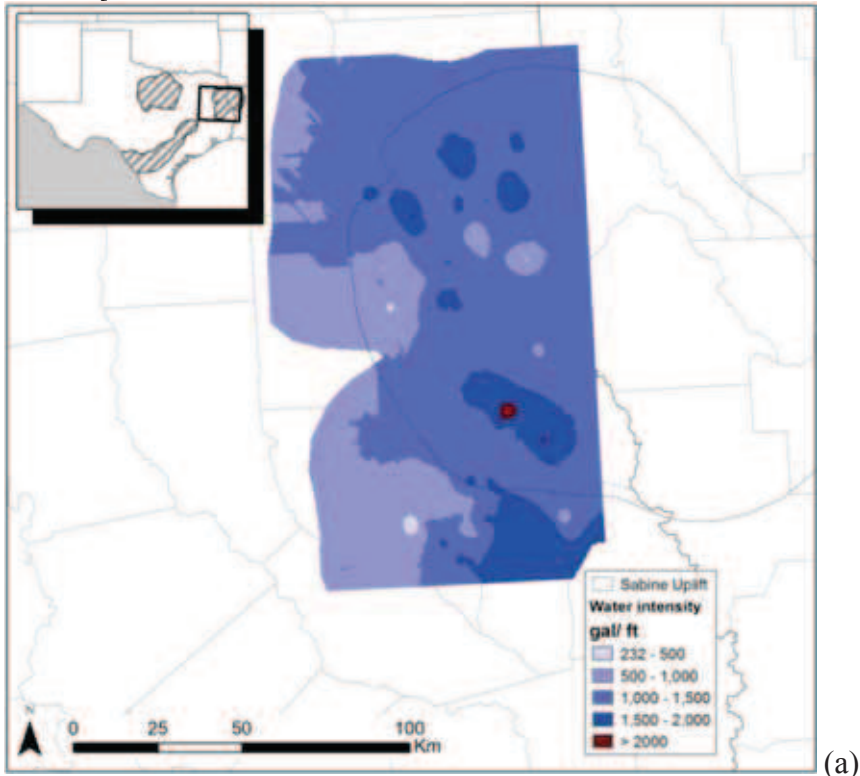 Sabine Uplift
Water intensity
gal/ ft
232 - 500
500 - 1,000
1,000 - 1,500
1,500 - 2,000
> 2000
N
0 25 50 100
Km
(a)